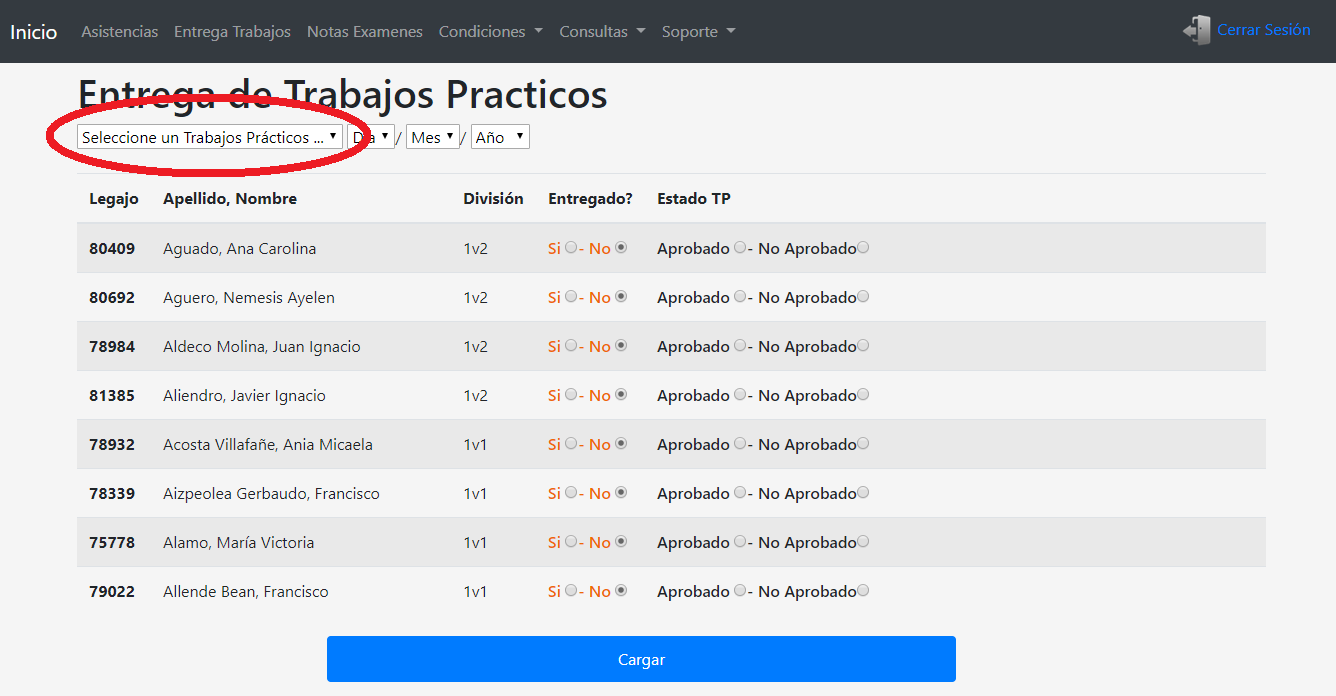 Inicio Asistencias Entrega Trabajos Notas Examenes Condiciones Consultas Soporte Cerrar Sesión
Entrega de Trabajos Practicos
Seleccione un Trabajos Prácticos ... Día / Mes / Año
Legajo Apellido, Nombre División Entregado? Estado TP
80409 Aguado, Ana Carolina 1v2 Si - No Aprobado - No Aprobado
80692 Aguero, Nemesis Ayelen 1v2 Si - No Aprobado - No Aprobado
78984 Aldeco Molina, Juan Ignacio 1v2 Si - No Aprobado - No Aprobado
81385 Aliendro, Javier Ignacio 1v2 Si - No Aprobado - No Aprobado
78932 Acosta Villafañe, Ania Micaela 1v1 Si - No Aprobado - No Aprobado
78339 Aizpeolea Gerbaudo, Francisco 1v1 Si - No Aprobado - No Aprobado
75778 Alamo, María Victoria 1v1 Si - No Aprobado - No Aprobado
79022 Allende Bean, Francisco 1v1 Si - No Aprobado - No Aprobado
Cargar